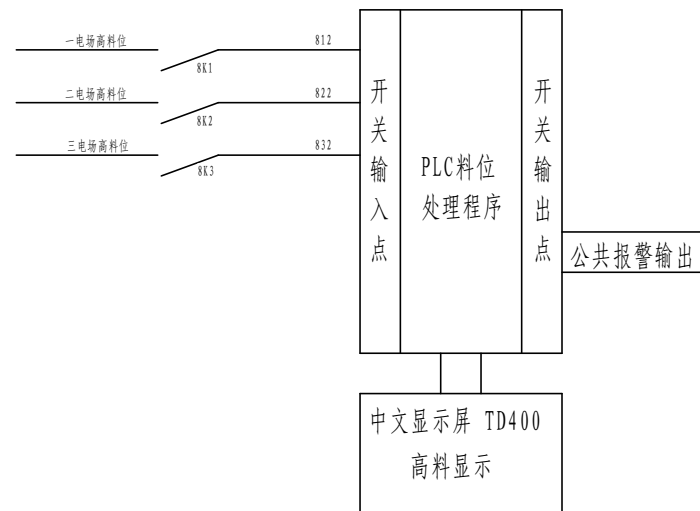 一电场高料位
812
8K1
二电场高料位
822
8K2
三电场高料位
832
8K3
开关输入点
PLC料位
处理程序
开关输出点
公共报警输出
中文显示屏 TD400
高料显示